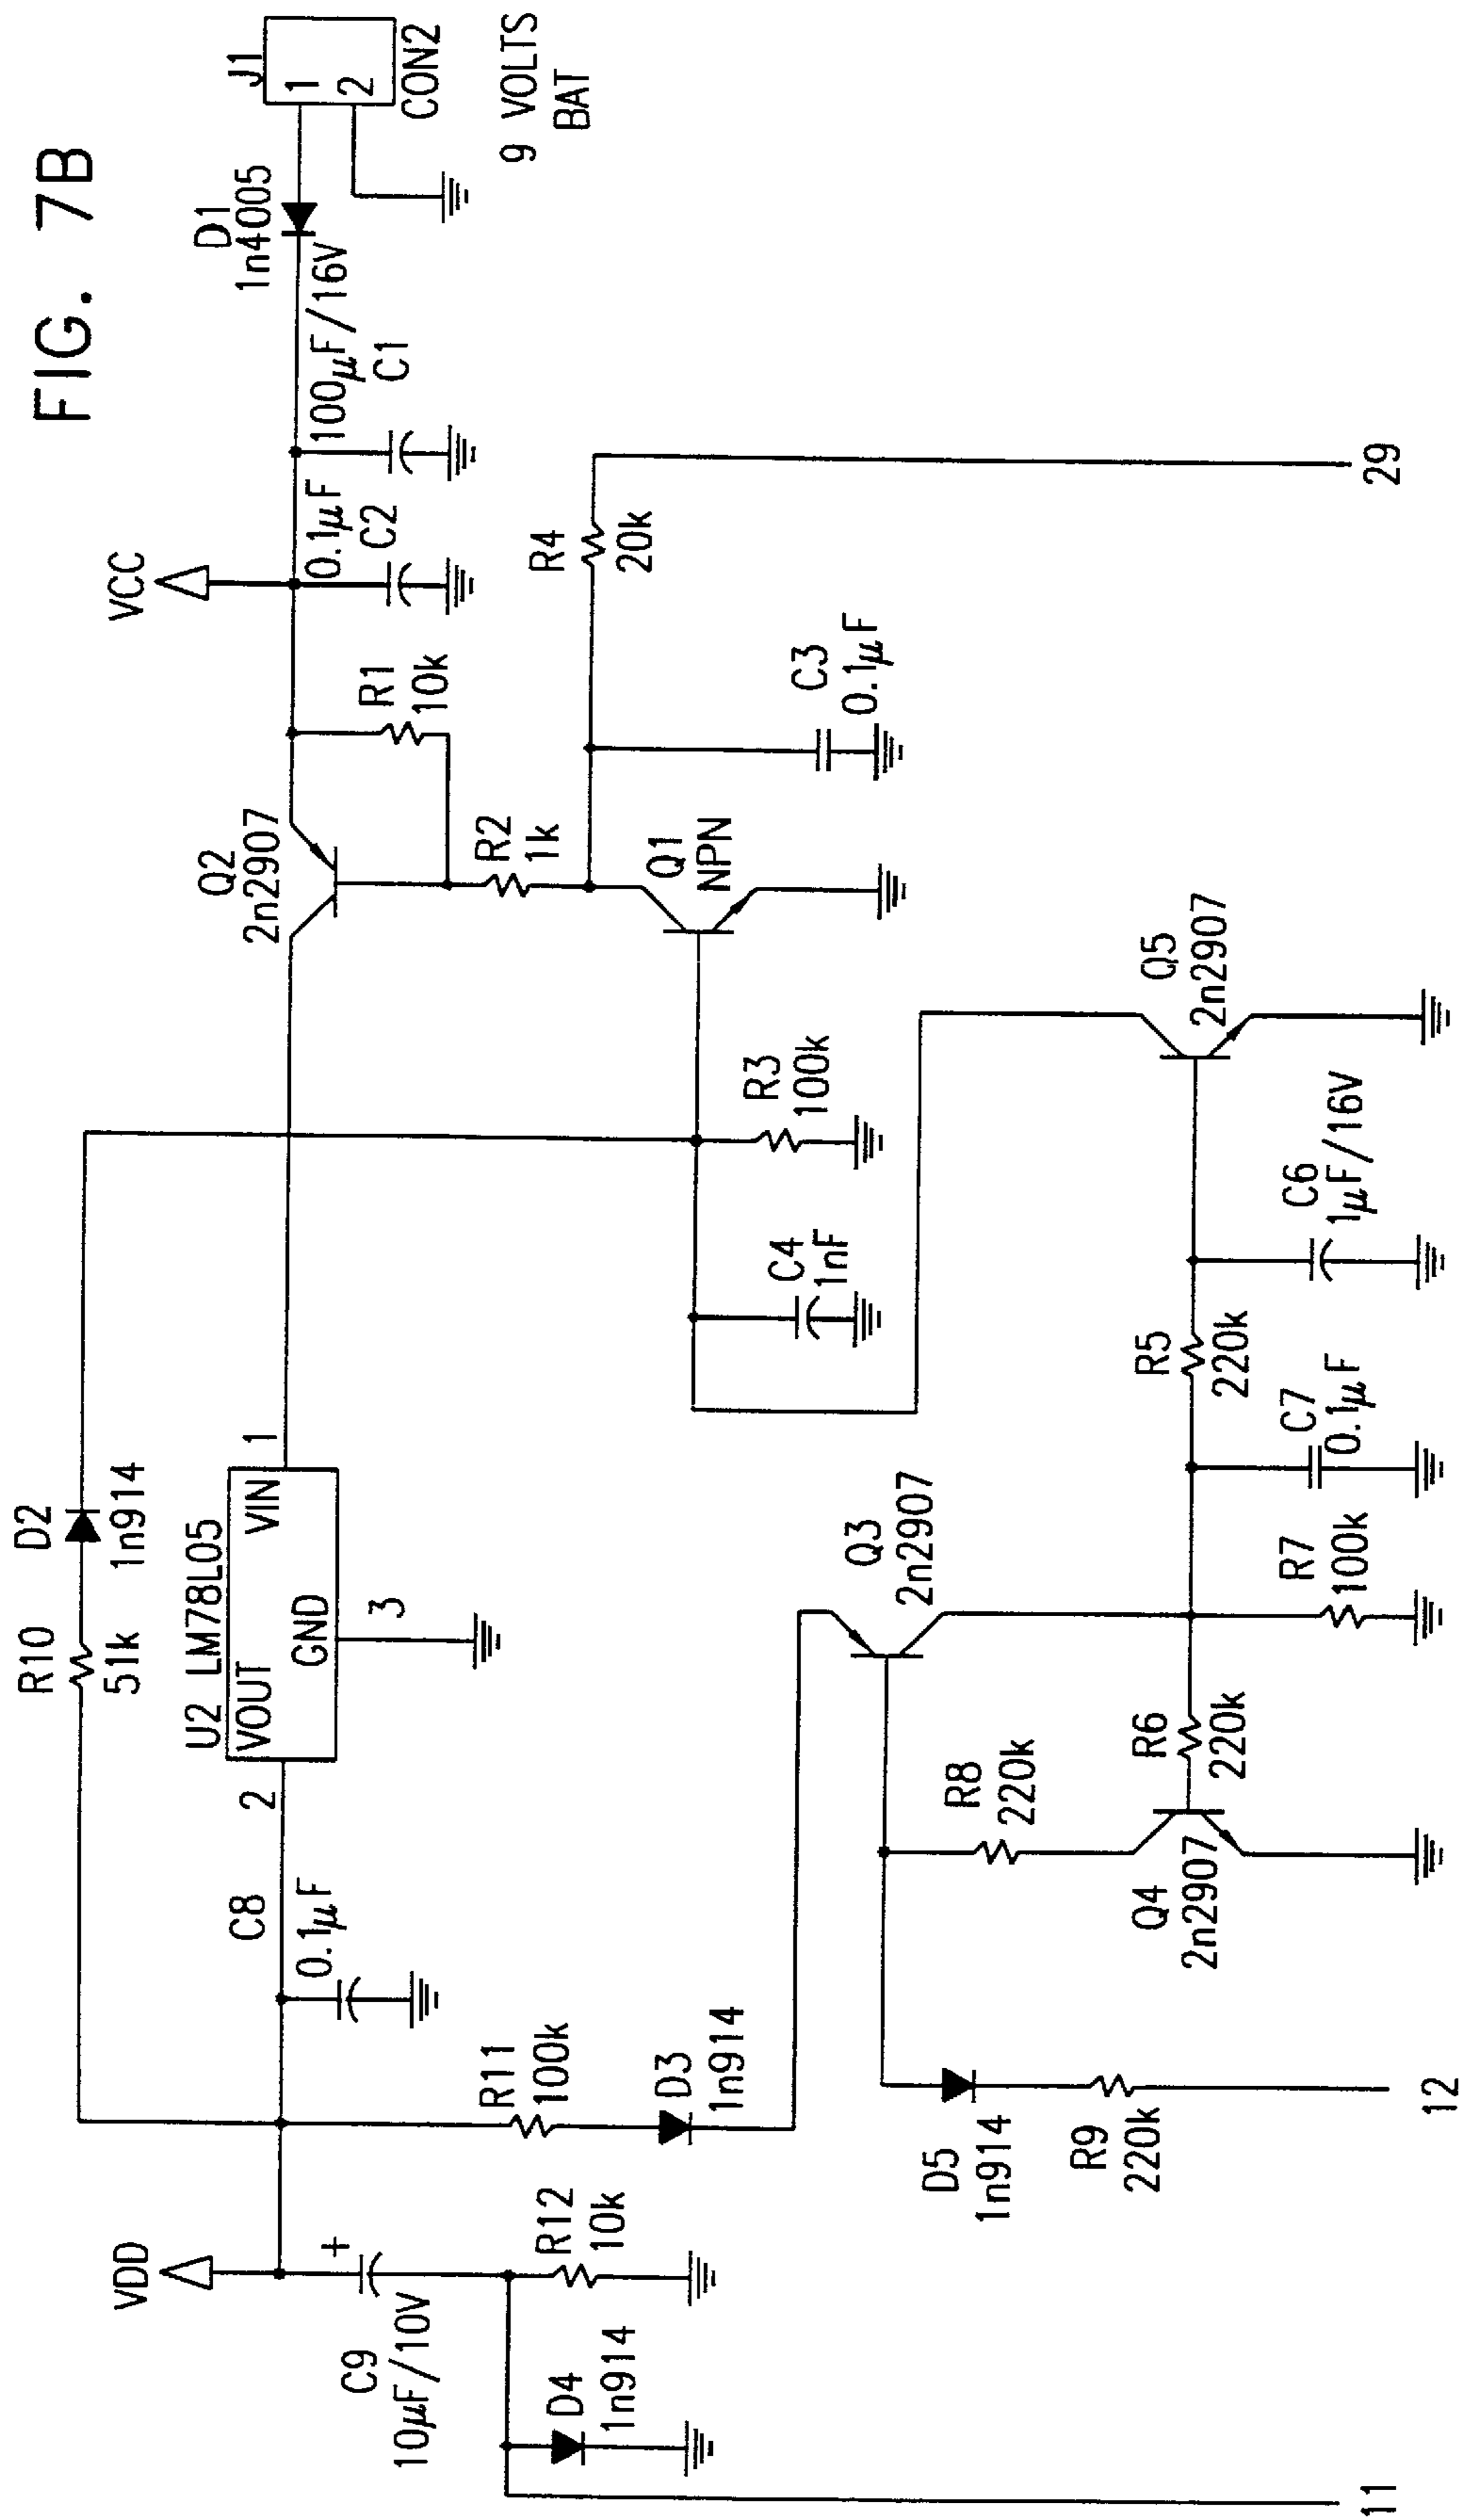 FIG. 7B
J1
1
2
CON2
9 VOLTS
BAT
D1
1n4005
100µF/16V
C1
VCC
0.1µF
C2
R1
10k
Q2
2n2907
R2
1k
R4
20k
29
C3
0.1µF
Q1
NPN
R3
100k
C4
1nF
Q5
2n2907
C6
1µF/16V
R5
220k
C7
0.1µF
D2
1n914
R10
51k
U2 LM78L05
VIN
1
VOUT
2
GND
3
Q3
2n2907
R7
100k
R6
220k
R8
220k
Q4
2n2907
C8
0.1µF
R11
100k
D3
1n914
D5
1n914
R9
220k
12
VDD
+
C9
10µF/10V
R12
10k
D4
1n914
11